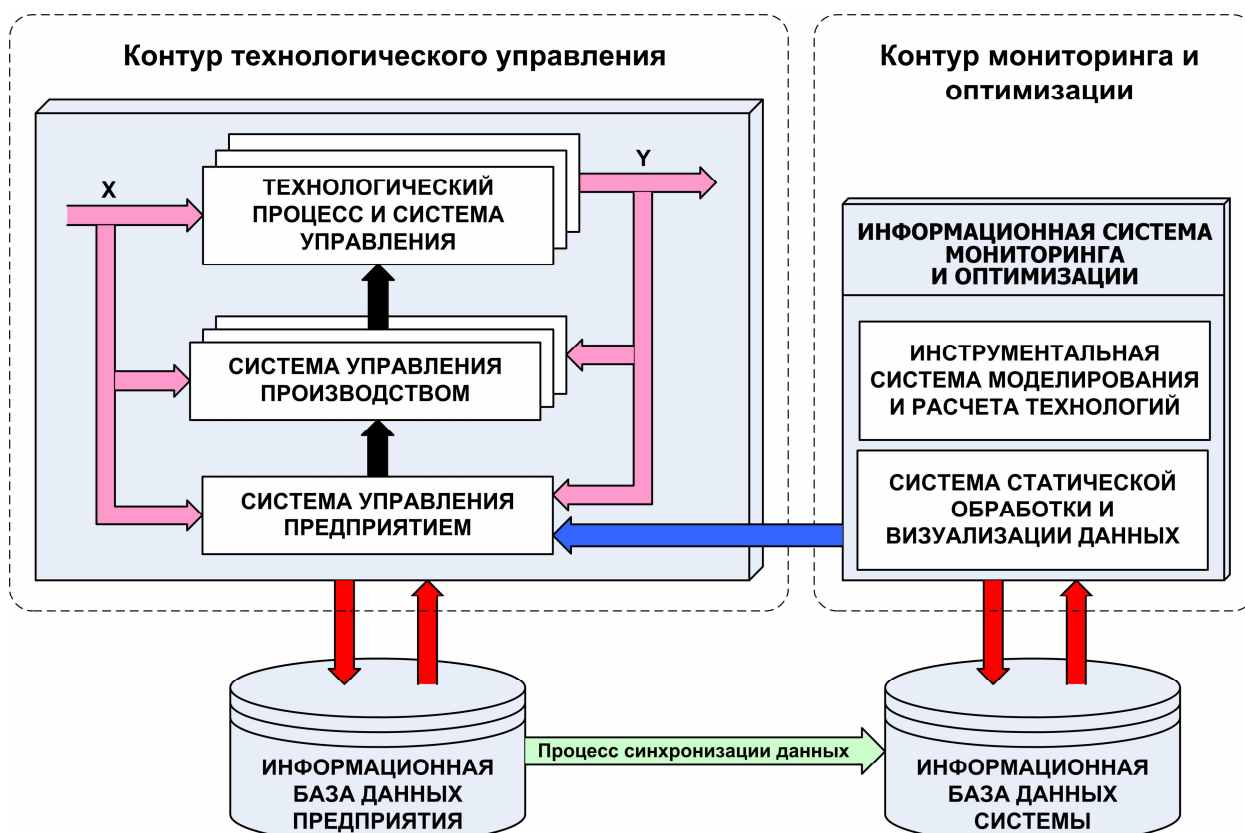 Контур технологического управления
X
Y
ТЕХНОЛОГИЧЕСКИЙ
ПРОЦЕСС И СИСТЕМА
УПРАВЛЕНИЯ
СИСТЕМА УПРАВЛЕНИЯ
ПРОИЗВОДСТВОМ
СИСТЕМА УПРАВЛЕНИЯ
ПРЕДПРИЯТИЕМ
Контур мониторинга и
оптимизации
ИНФОРМАЦИОННАЯ СИСТЕМА
МОНИТОРИНГА
И ОПТИМИЗАЦИИ
ИНСТРУМЕНТАЛЬНАЯ
СИСТЕМА МОДЕЛИРОВАНИЯ
И РАСЧЕТА ТЕХНОЛОГИЙ
СИСТЕМА СТАТИЧЕСКОЙ
ОБРАБОТКИ И
ВИЗУАЛИЗАЦИИ ДАННЫХ
ИНФОРМАЦИОННАЯ
БАЗА ДАННЫХ
ПРЕДПРИЯТИЯ
Процесс синхронизации данных
ИНФОРМАЦИОННАЯ
БАЗА ДАННЫХ
СИСТЕМЫ